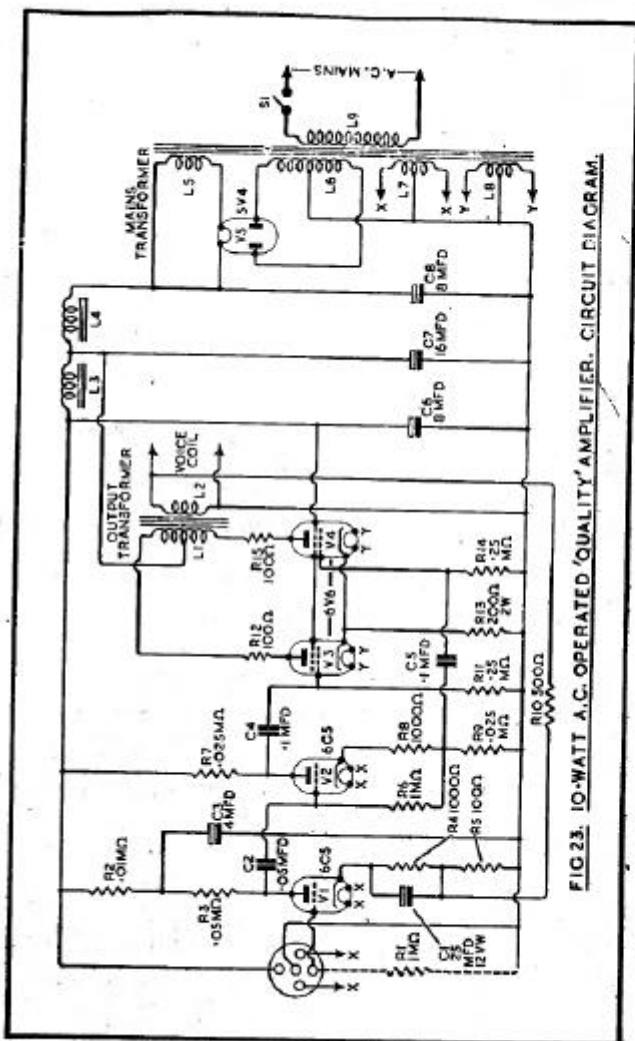 MAINS
TRANSFORMER
L5
V5
5V4
L6
L7
L8
L9
S1
A.C. MAINS
X
X
Y
Y
L4
L3
C8
8 MFD
C7
16 MFD
C6
8 MFD
OUTPUT
TRANSFORMER
VOICE
COIL
L2
L1
R15
100Ω
R12
100Ω
V4
6V6
V3
Y
Y
Y
Y
R14
·25
MΩ
R13
200Ω
2W
C5
·1 MFD
R11
·25
MΩ
R10 500Ω
R7
·025MΩ
C4
·1 MFD
6C5
V2
X
X
R8
1000Ω
R9
·025
MΩ
R6
1MΩ
R2
·01MΩ
C3
4MFD
R3
·05MΩ
C2
·05MFD
6C5
V1
X
X
R4 1000Ω
R5 100Ω
C1
25
MFD
12VW
R1
1MΩ
X
X
FIG 23. 10-WATT A.C. OPERATED 'QUALITY' AMPLIFIER. CIRCUIT DIAGRAM.